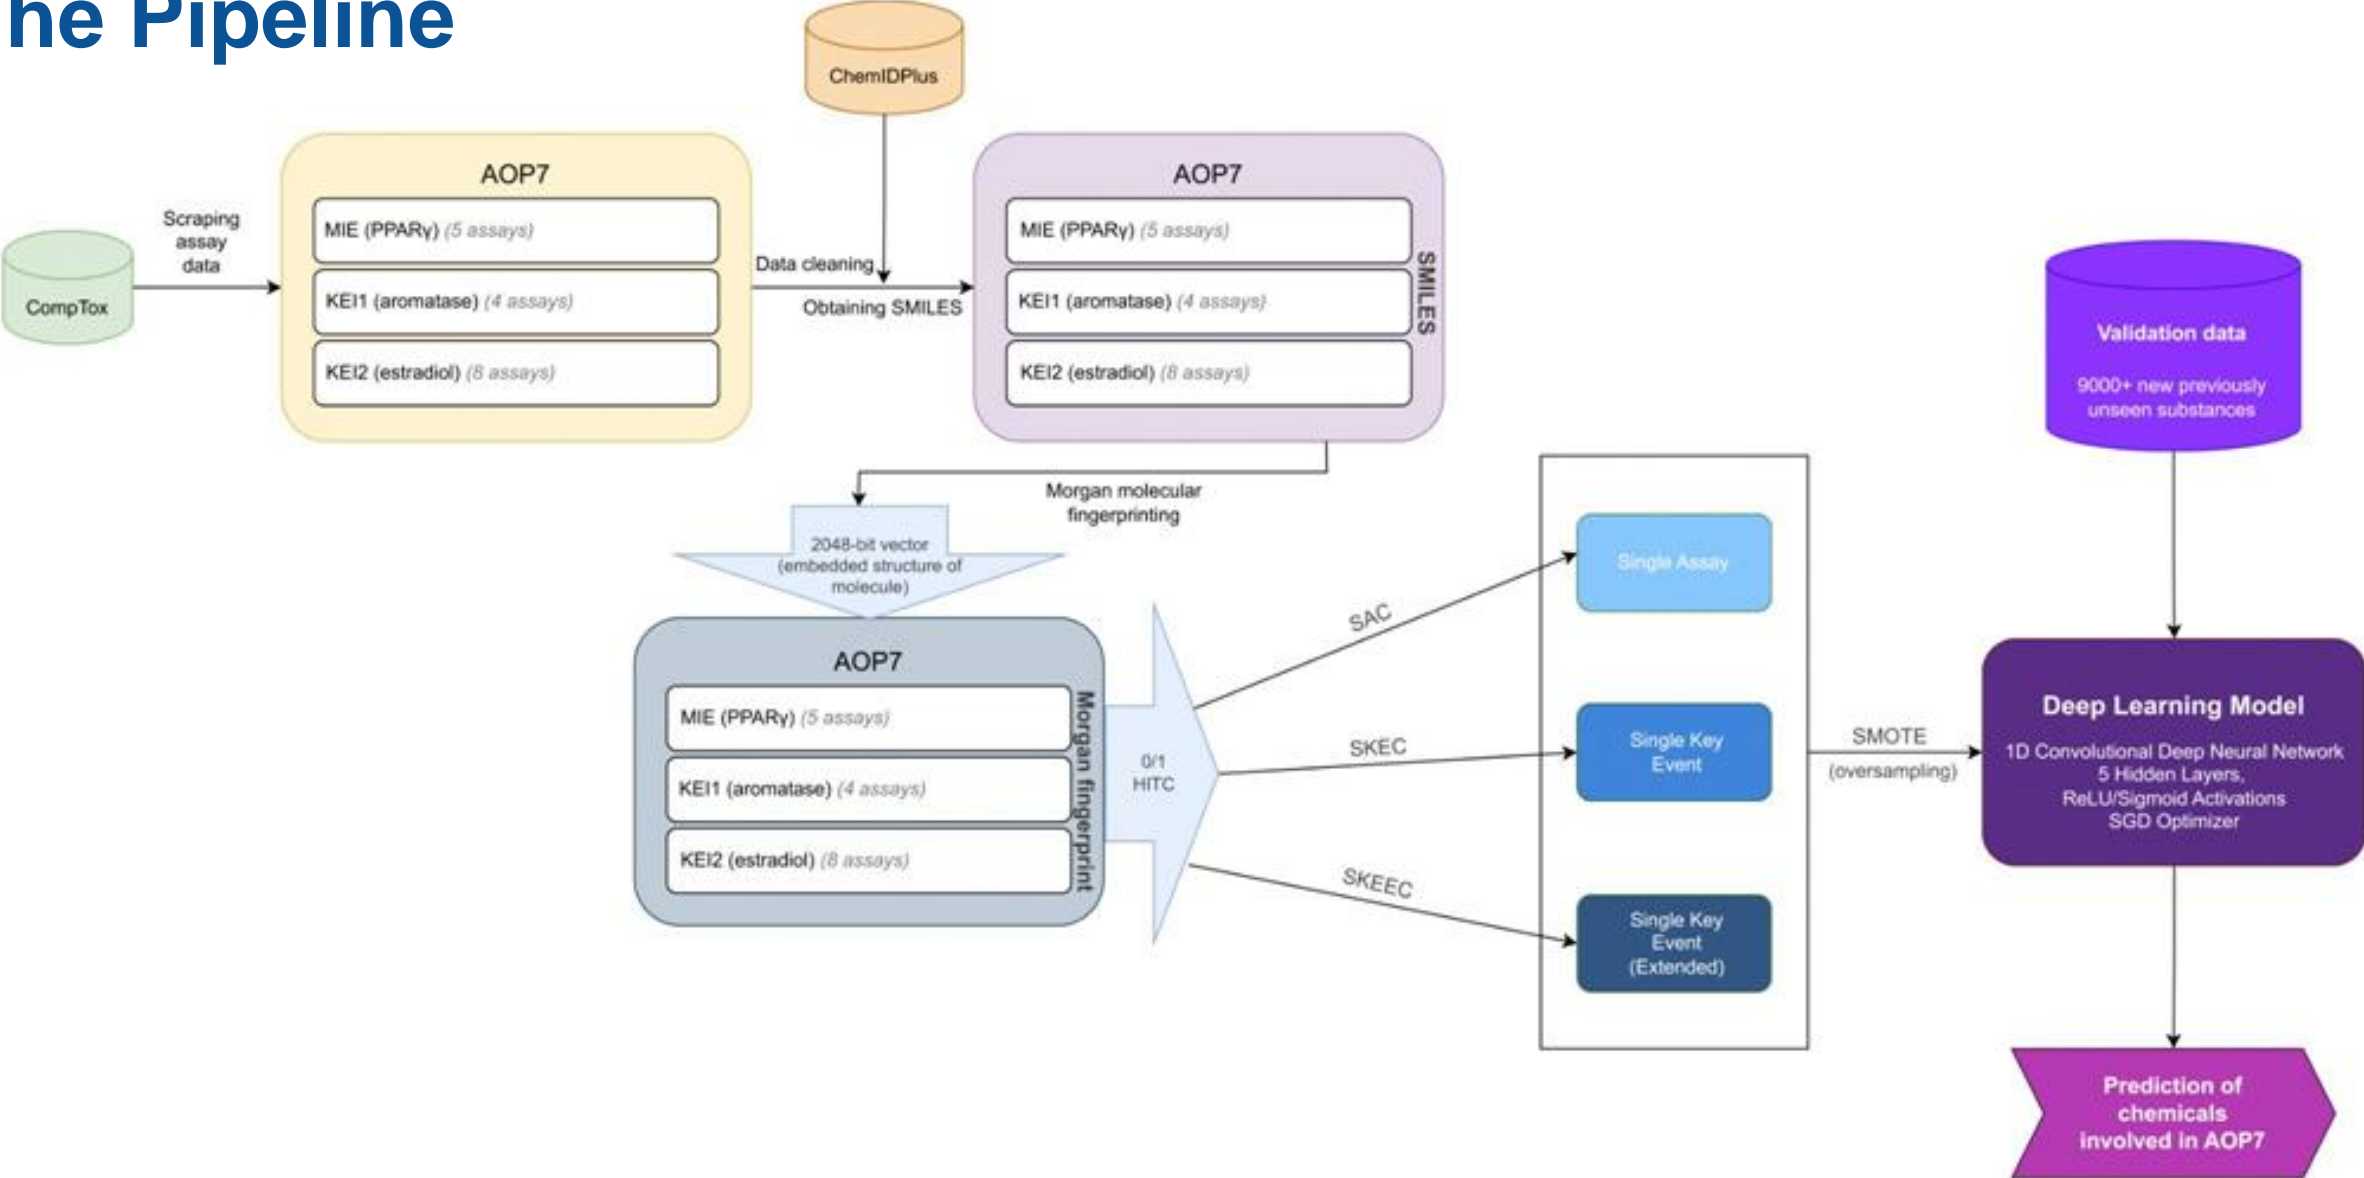 he Pipeline
ChemIDPlus
CompTox
Scraping
assay
data
AOP7
MIE (PPARγ) (5 assays)
KEI1 (aromatase) (4 assays)
KEI2 (estradiol) (8 assays)
Data cleaning
Obtaining SMILES
AOP7
MIE (PPARγ) (5 assays)
KEI1 (aromatase) (4 assays)
KEI2 (estradiol) (8 assays)
SMILES
Morgan molecular
fingerprinting
2048-bit vector
(embedded structure of
molecule)
AOP7
MIE (PPARγ) (5 assays)
KEI1 (aromatase) (4 assays)
KEI2 (estradiol) (8 assays)
Morgan fingerprint
0/1
HITC
SAC
SKEC
SKEEC
Single Assay
Single Key
Event
Single Key
Event
(Extended)
SMOTE
(oversampling)
Validation data
9000+ new previously
unseen substances
Deep Learning Model
1D Convolutional Deep Neural Network
5 Hidden Layers,
ReLU/Sigmoid Activations
SGD Optimizer
Prediction of
chemicals
involved in AOP7